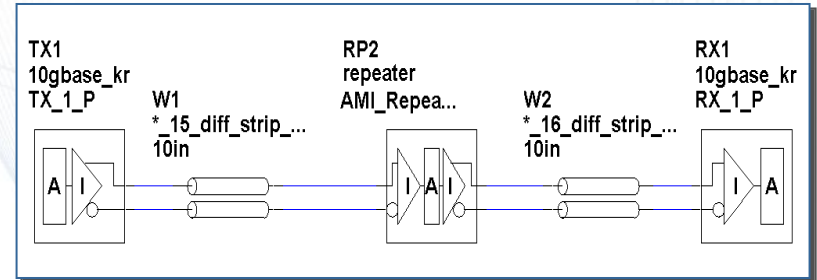 TX1
10gbase_kr
TX_1_P
W1
*_15_diff_strip_...
10in
RP2
repeater
AMI_Repea...
W2
*_16_diff_strip_...
10in
RX1
10gbase_kr
RX_1_P
A I
I A I
I A